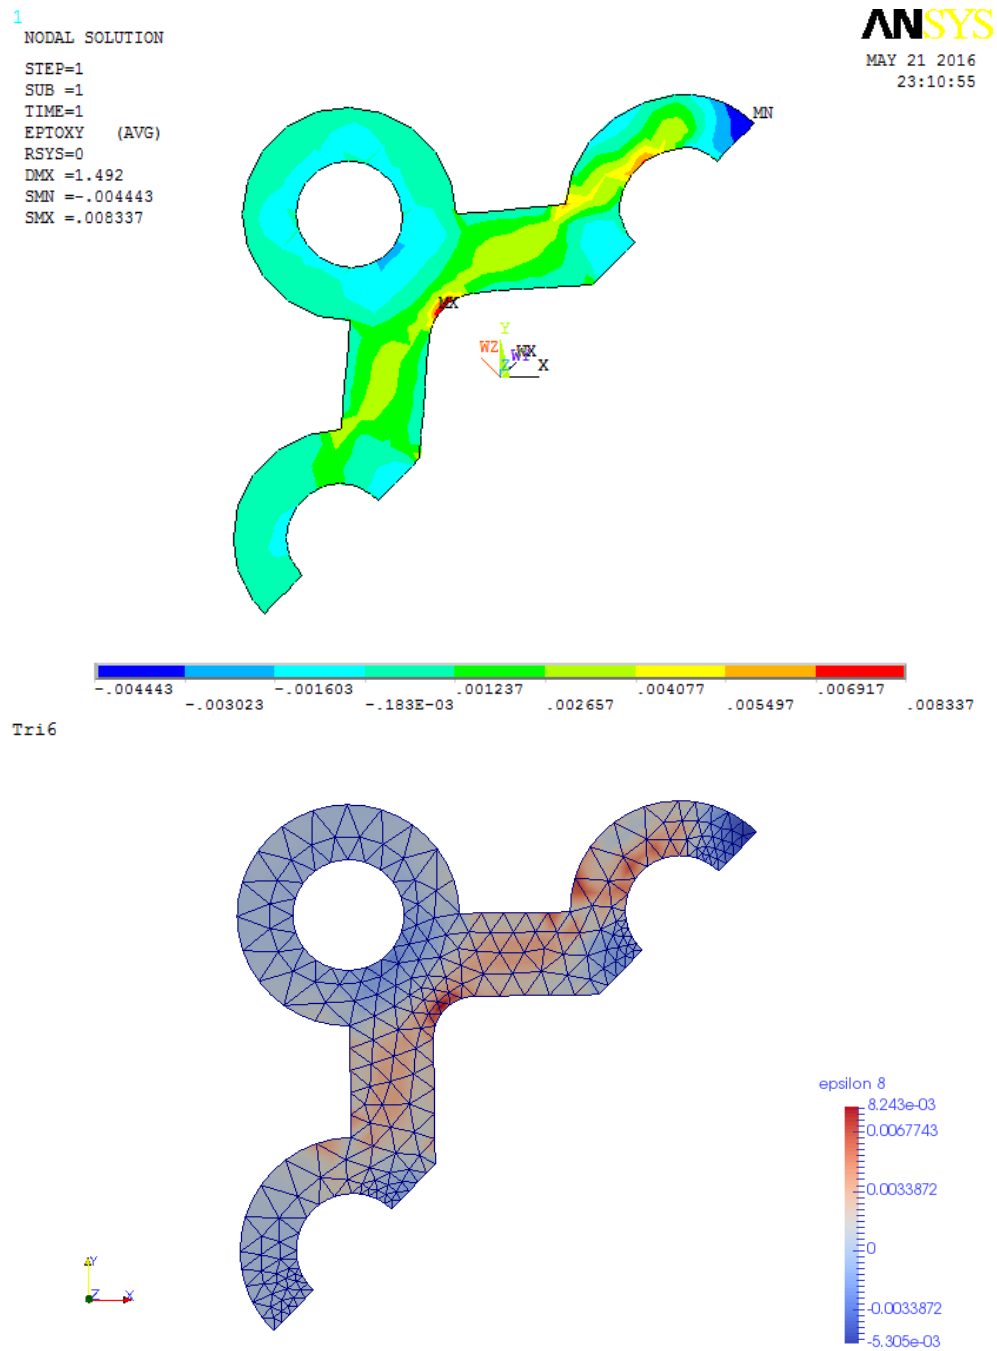 1
NODAL SOLUTION
ANSYS
MAY 21 2016
23:10:55
STEP=1
SUB =1
TIME=1
EPTOXY (AVG)
RSYS=0
DMX =1.492
SMN =-.004443
SMX =.008337
MN
MX
Y
WZ
WX
Z
X
-.004443 -.001603 .001237 .004077 .006917
-.003023 -.183E-03 .002657 .005497 .008337
Tri6
epsilon 8
8.243e-03
0.0067743
0.0033872
0
-0.0033872
-5.305e-03
Y
Z X